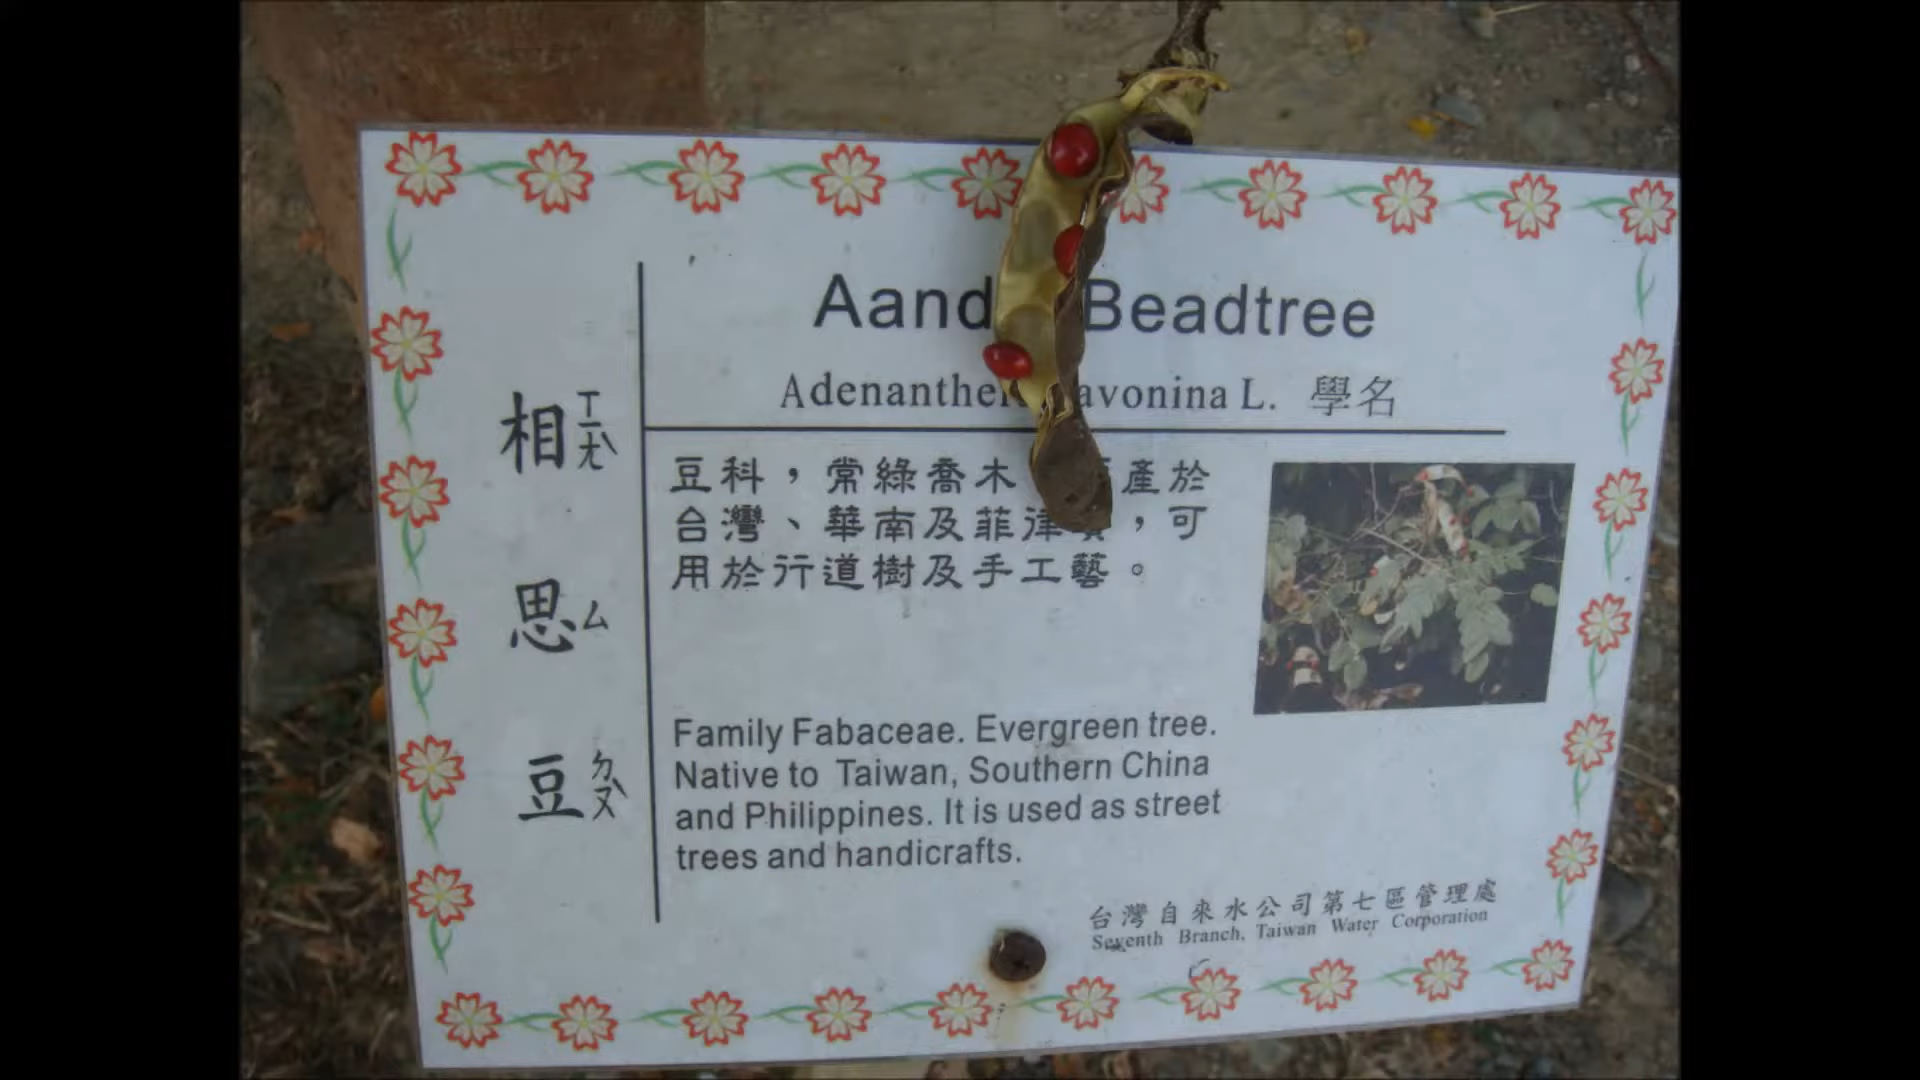 相思豆
ㄒㄧㄤ
ㄙ
ㄉㄡˋ
Aand Beadtree
Adenanthe avonina L. 學名
豆科，常綠喬木 產於
台灣、華南及菲律，可
用於行道樹及手工藝。
Family Fabaceae. Evergreen tree.
Native to Taiwan, Southern China
and Philippines. It is used as street
trees and handicrafts.
台灣自來水公司第七區管理處
Seventh Branch, Taiwan Water Corporation